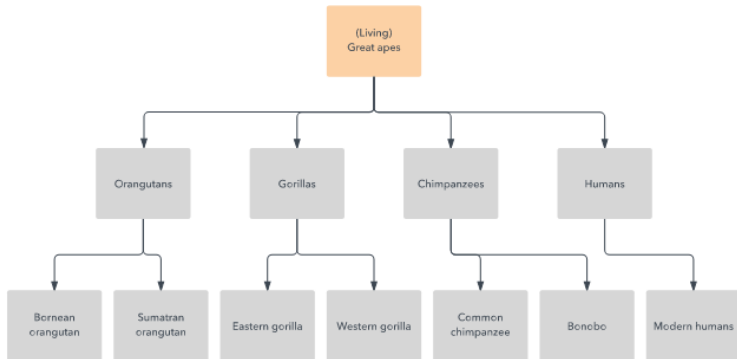 (Living)
Great apes
Orangutans
Gorillas
Chimpanzees
Humans
Bornean
orangutan
Sumatran
orangutan
Eastern gorilla
Western gorilla
Common
chimpanzee
Bonobo
Modern humans